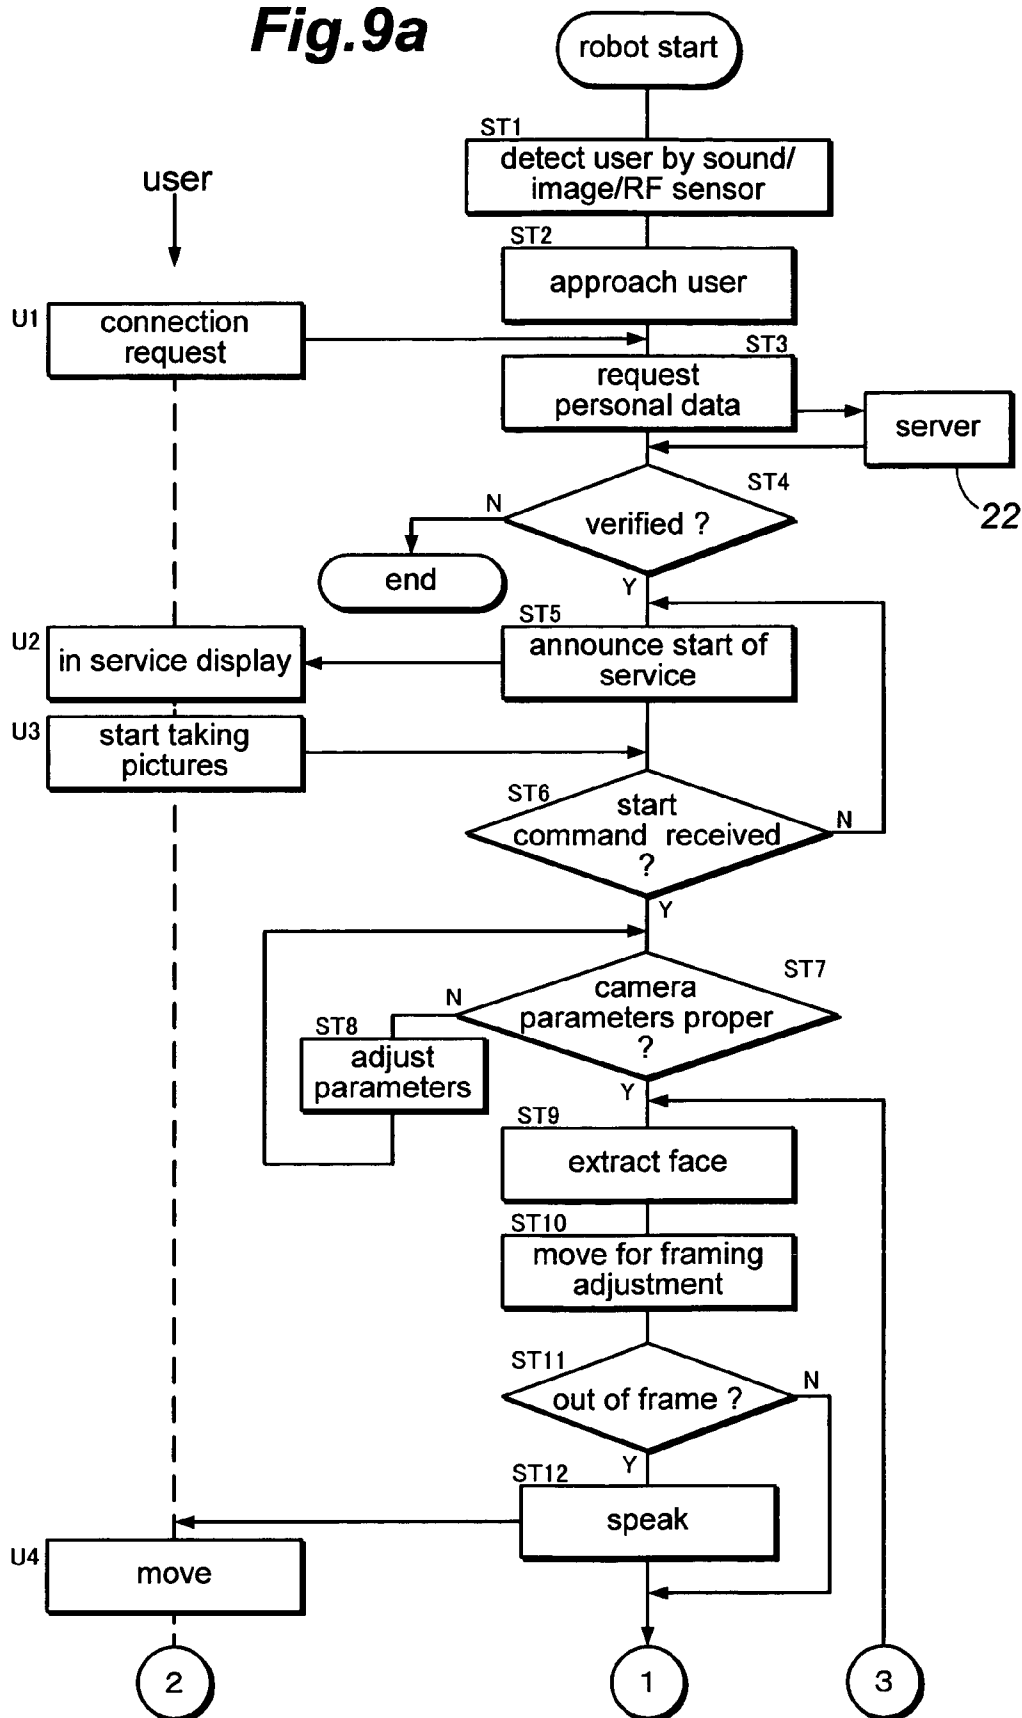 Fig.9a
robot start
ST1
detect user by sound/
image/RF sensor
user
ST2
approach user
U1
connection
request
ST3
request
personal data
server
22
ST4
verified ?
N
end
Y
ST5
announce start of
service
U2
in service display
U3
start taking
pictures
ST6
start
command received
?
N
Y
ST7
camera
parameters proper
?
N
ST8
adjust
parameters
Y
ST9
extract face
ST10
move for framing
adjustment
ST11
out of frame ?
N
Y
ST12
speak
U4
move
2
1
3